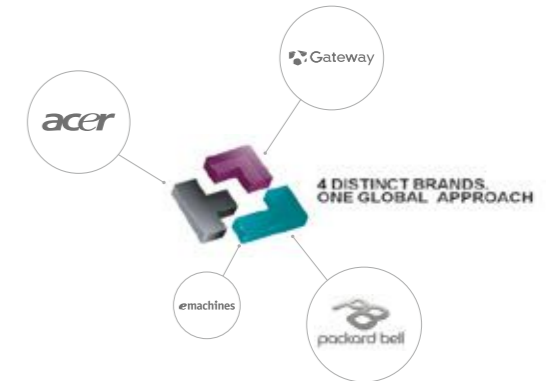 Gateway
acer
4 DISTINCT BRANDS.
ONE GLOBAL APPROACH
emachines
packard bell